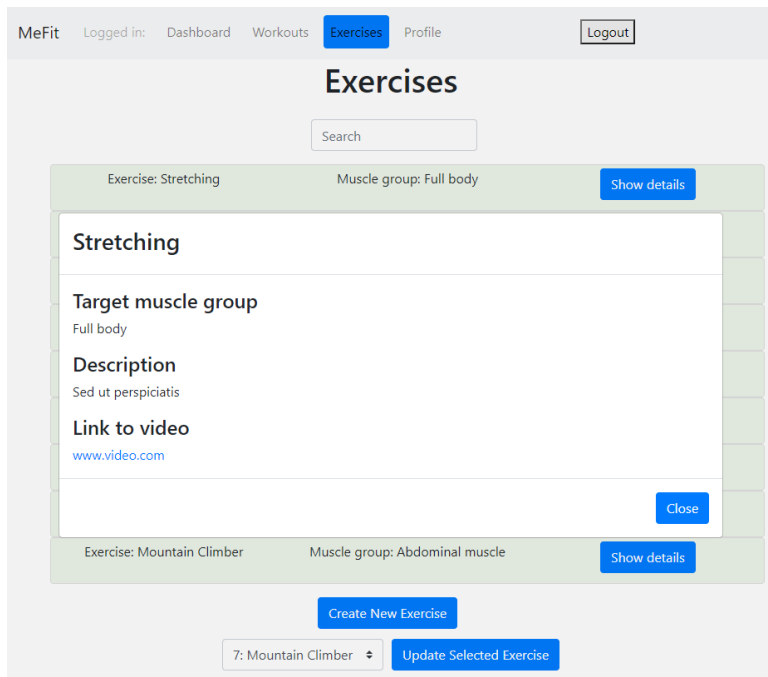 MeFit Logged in: Dashboard Workouts Exercises Profile Logout
Exercises
Search
Exercise: Stretching Muscle group: Full body Show details
Stretching
Target muscle group
Full body
Description
Sed ut perspiciatis
Link to video
www.video.com
Close
Exercise: Mountain Climber Muscle group: Abdominal muscle Show details
Create New Exercise
7: Mountain Climber Update Selected Exercise